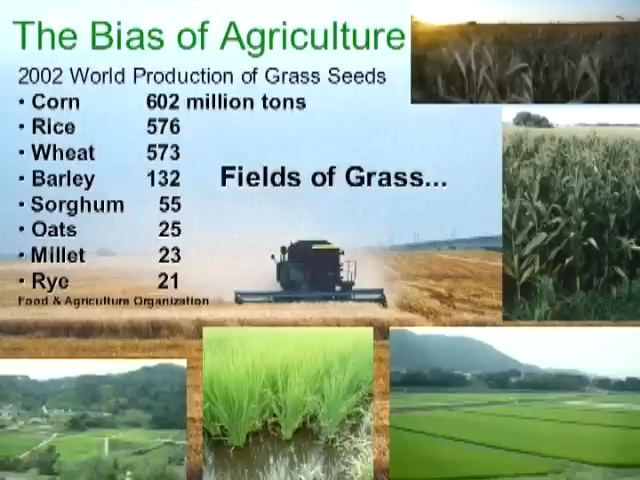 The Bias of Agriculture
2002 World Production of Grass Seeds
• Corn 602 million tons
• Rice 576
• Wheat 573
• Barley 132
• Sorghum 55
• Oats 25
• Millet 23
• Rye 21
Food & Agriculture Organization
Fields of Grass...